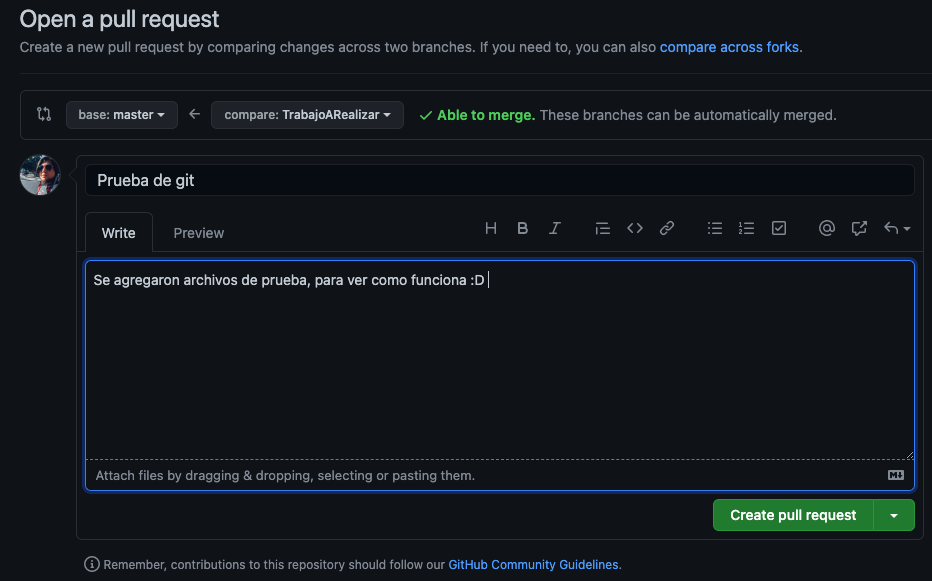 Open a pull request
Create a new pull request by comparing changes across two branches. If you need to, you can also compare across forks.
base: master
compare: TrabajoARealizar
Able to merge. These branches can be automatically merged.
Prueba de git
Write
Preview
Se agregaron archivos de prueba, para ver como funciona :D
Attach files by dragging & dropping, selecting or pasting them.
Create pull request
Remember, contributions to this repository should follow our GitHub Community Guidelines.